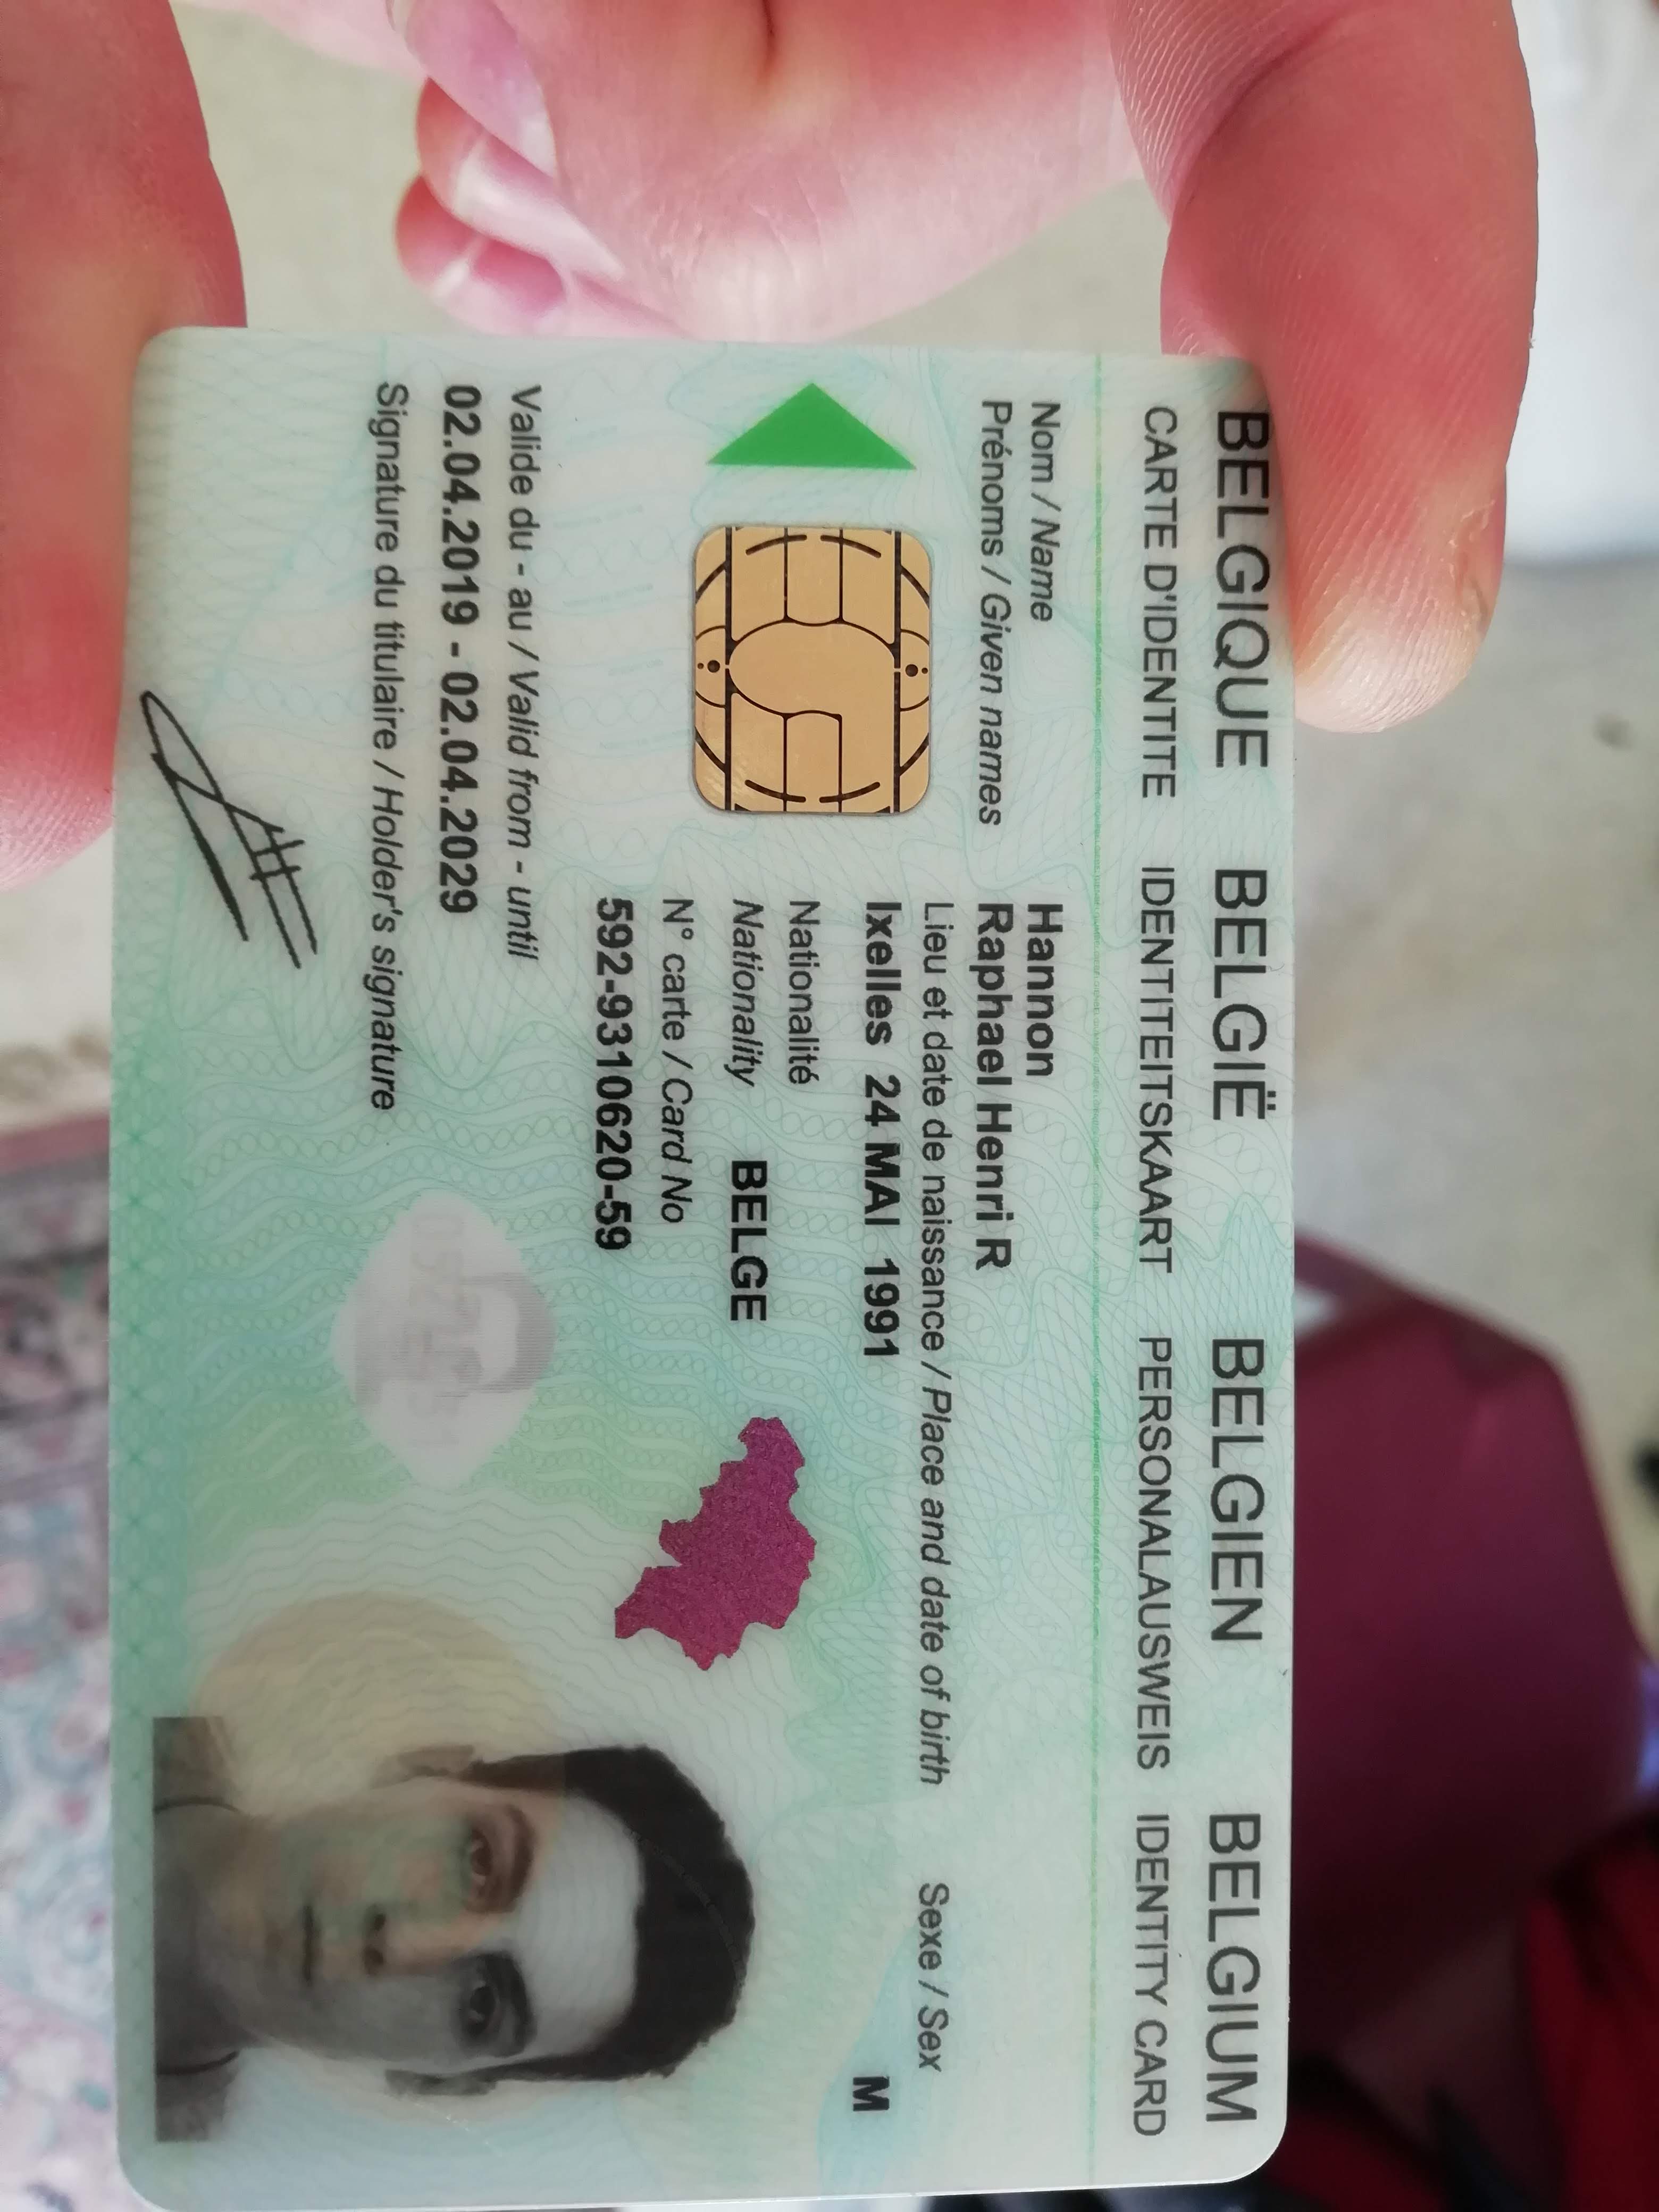 BELGIQUE BELGIË BELGIEN BELGIUM
CARTE D'IDENTITE IDENTITEITSKAART PERSONALAUSWEIS IDENTITY CARD
Nom / Name Hannon
Prénoms / Given names Raphael Henri R
Lieu et date de naissance / Place and date of birth Sexe / Sex
Ixelles 24 MAI 1991 M
Nationalité
Nationality BELGE
N° carte / Card No
592-9310620-59
Valide du - au / Valid from - until
02.04.2019 - 02.04.2029
Signature du titulaire / Holder's signature